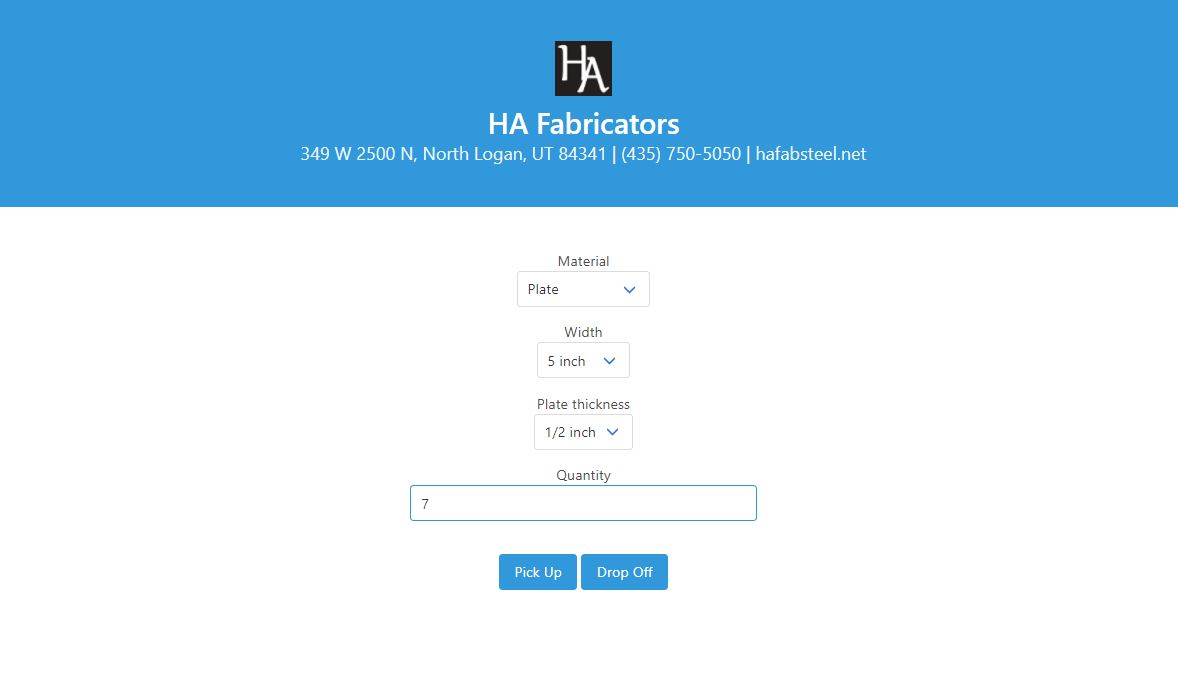 HA
HA Fabricators
349 W 2500 N, North Logan, UT 84341 | (435) 750-5050 | hafabsteel.net
Material
Plate
Width
5 inch
Plate thickness
1/2 inch
Quantity
7
Pick Up Drop Off